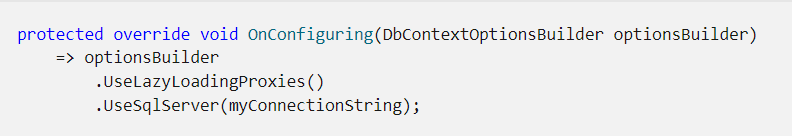 protected override void OnConfiguring(DbContextOptionsBuilder optionsBuilder)
    => optionsBuilder
        .UseLazyLoadingProxies()
        .UseSqlServer(myConnectionString);